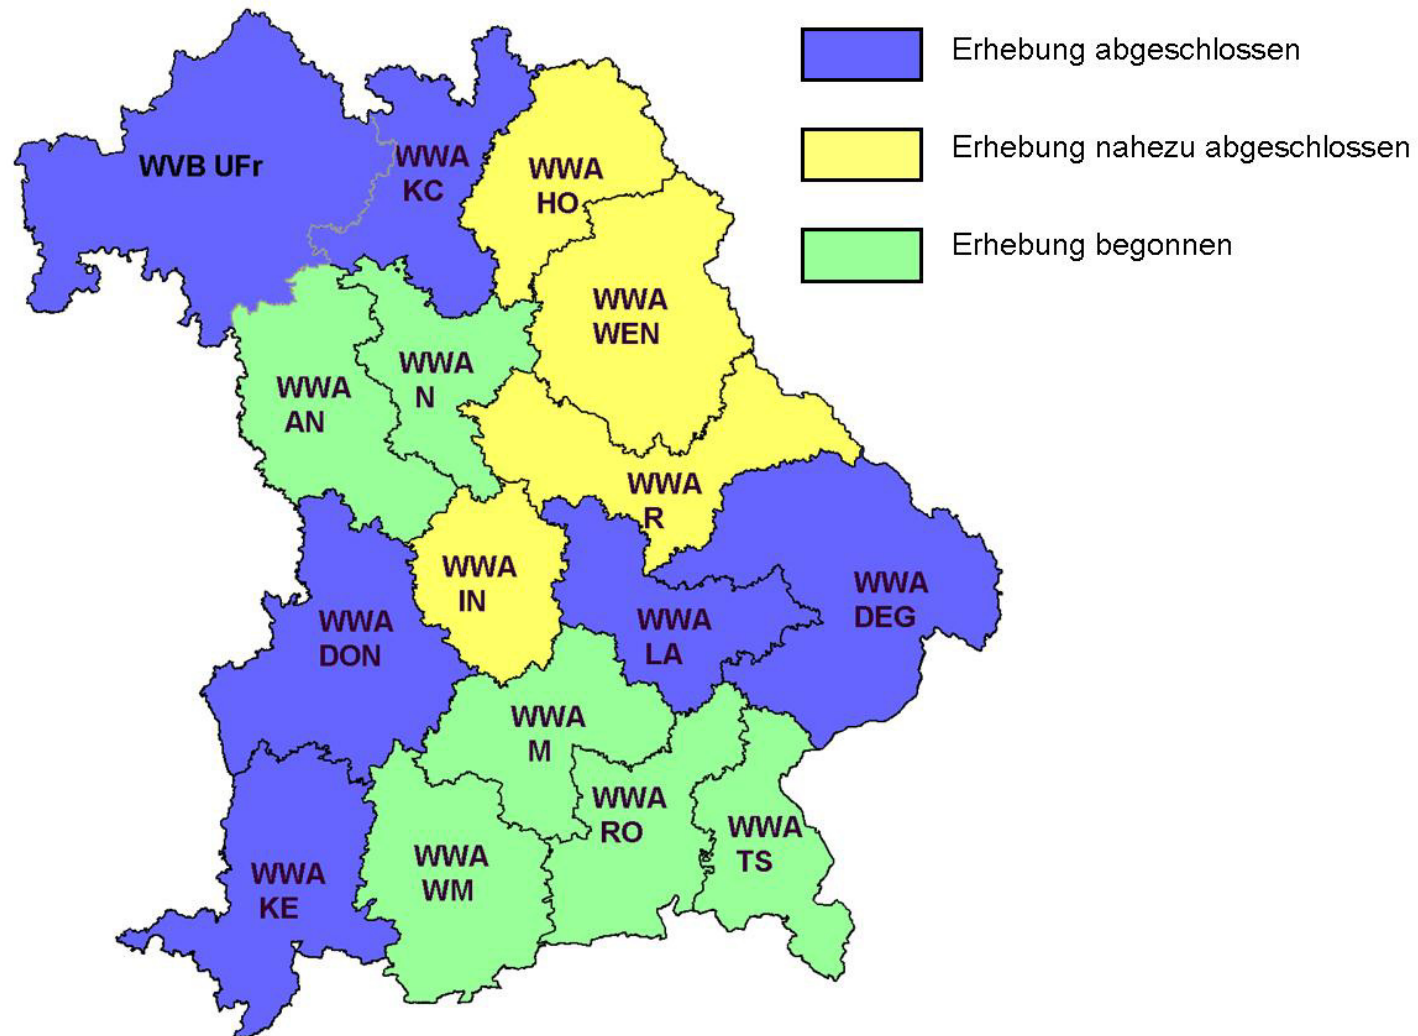 Erhebung abgeschlossen
Erhebung nahezu abgeschlossen
Erhebung begonnen
WVB UFr
WWA
KC
WWA
HO
WWA
WEN
WWA
N
WWA
AN
WWA
R
WWA
IN
WWA
DEG
WWA
LA
WWA
DON
WWA
M
WWA
RO
WWA
TS
WWA
WM
WWA
KE